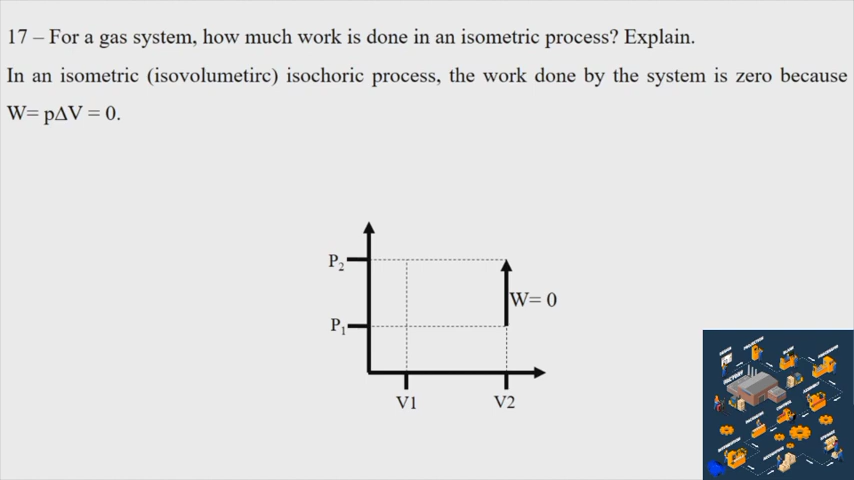 17 – For a gas system, how much work is done in an isometric process? Explain.
In an isometric (isovolumetirc) isochoric process, the work done by the system is zero because
W= pΔV = 0.
P₂
W= 0
P₁
V1
V2